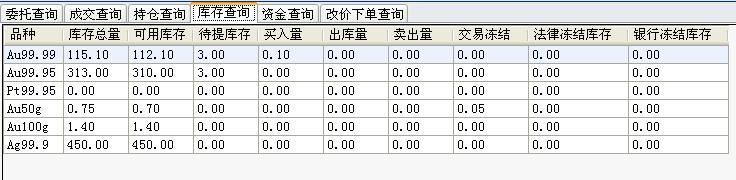 委托查询 成交查询 持仓查询 库存查询 资金查询 改价下单查询
品种 库存总量 可用库存 待提库存 买入量 出库量 卖出量 交易冻结 法律冻结库存 银行冻结库存
Au99.99 115.10 112.10 3.00 0.10 0.00 0.00 0.00 0.00 0.00
Au99.95 313.00 310.00 3.00 0.00 0.00 0.00 0.00 0.00 0.00
Pt99.95 0.00 0.00 0.00 0.00 0.00 0.00 0.00 0.00 0.00
Au50g 0.75 0.70 0.00 0.00 0.00 0.00 0.05 0.00 0.00
Au100g 1.40 1.40 0.00 0.00 0.00 0.00 0.00 0.00 0.00
Ag99.9 450.00 450.00 0.00 0.00 0.00 0.00 0.00 0.00 0.00